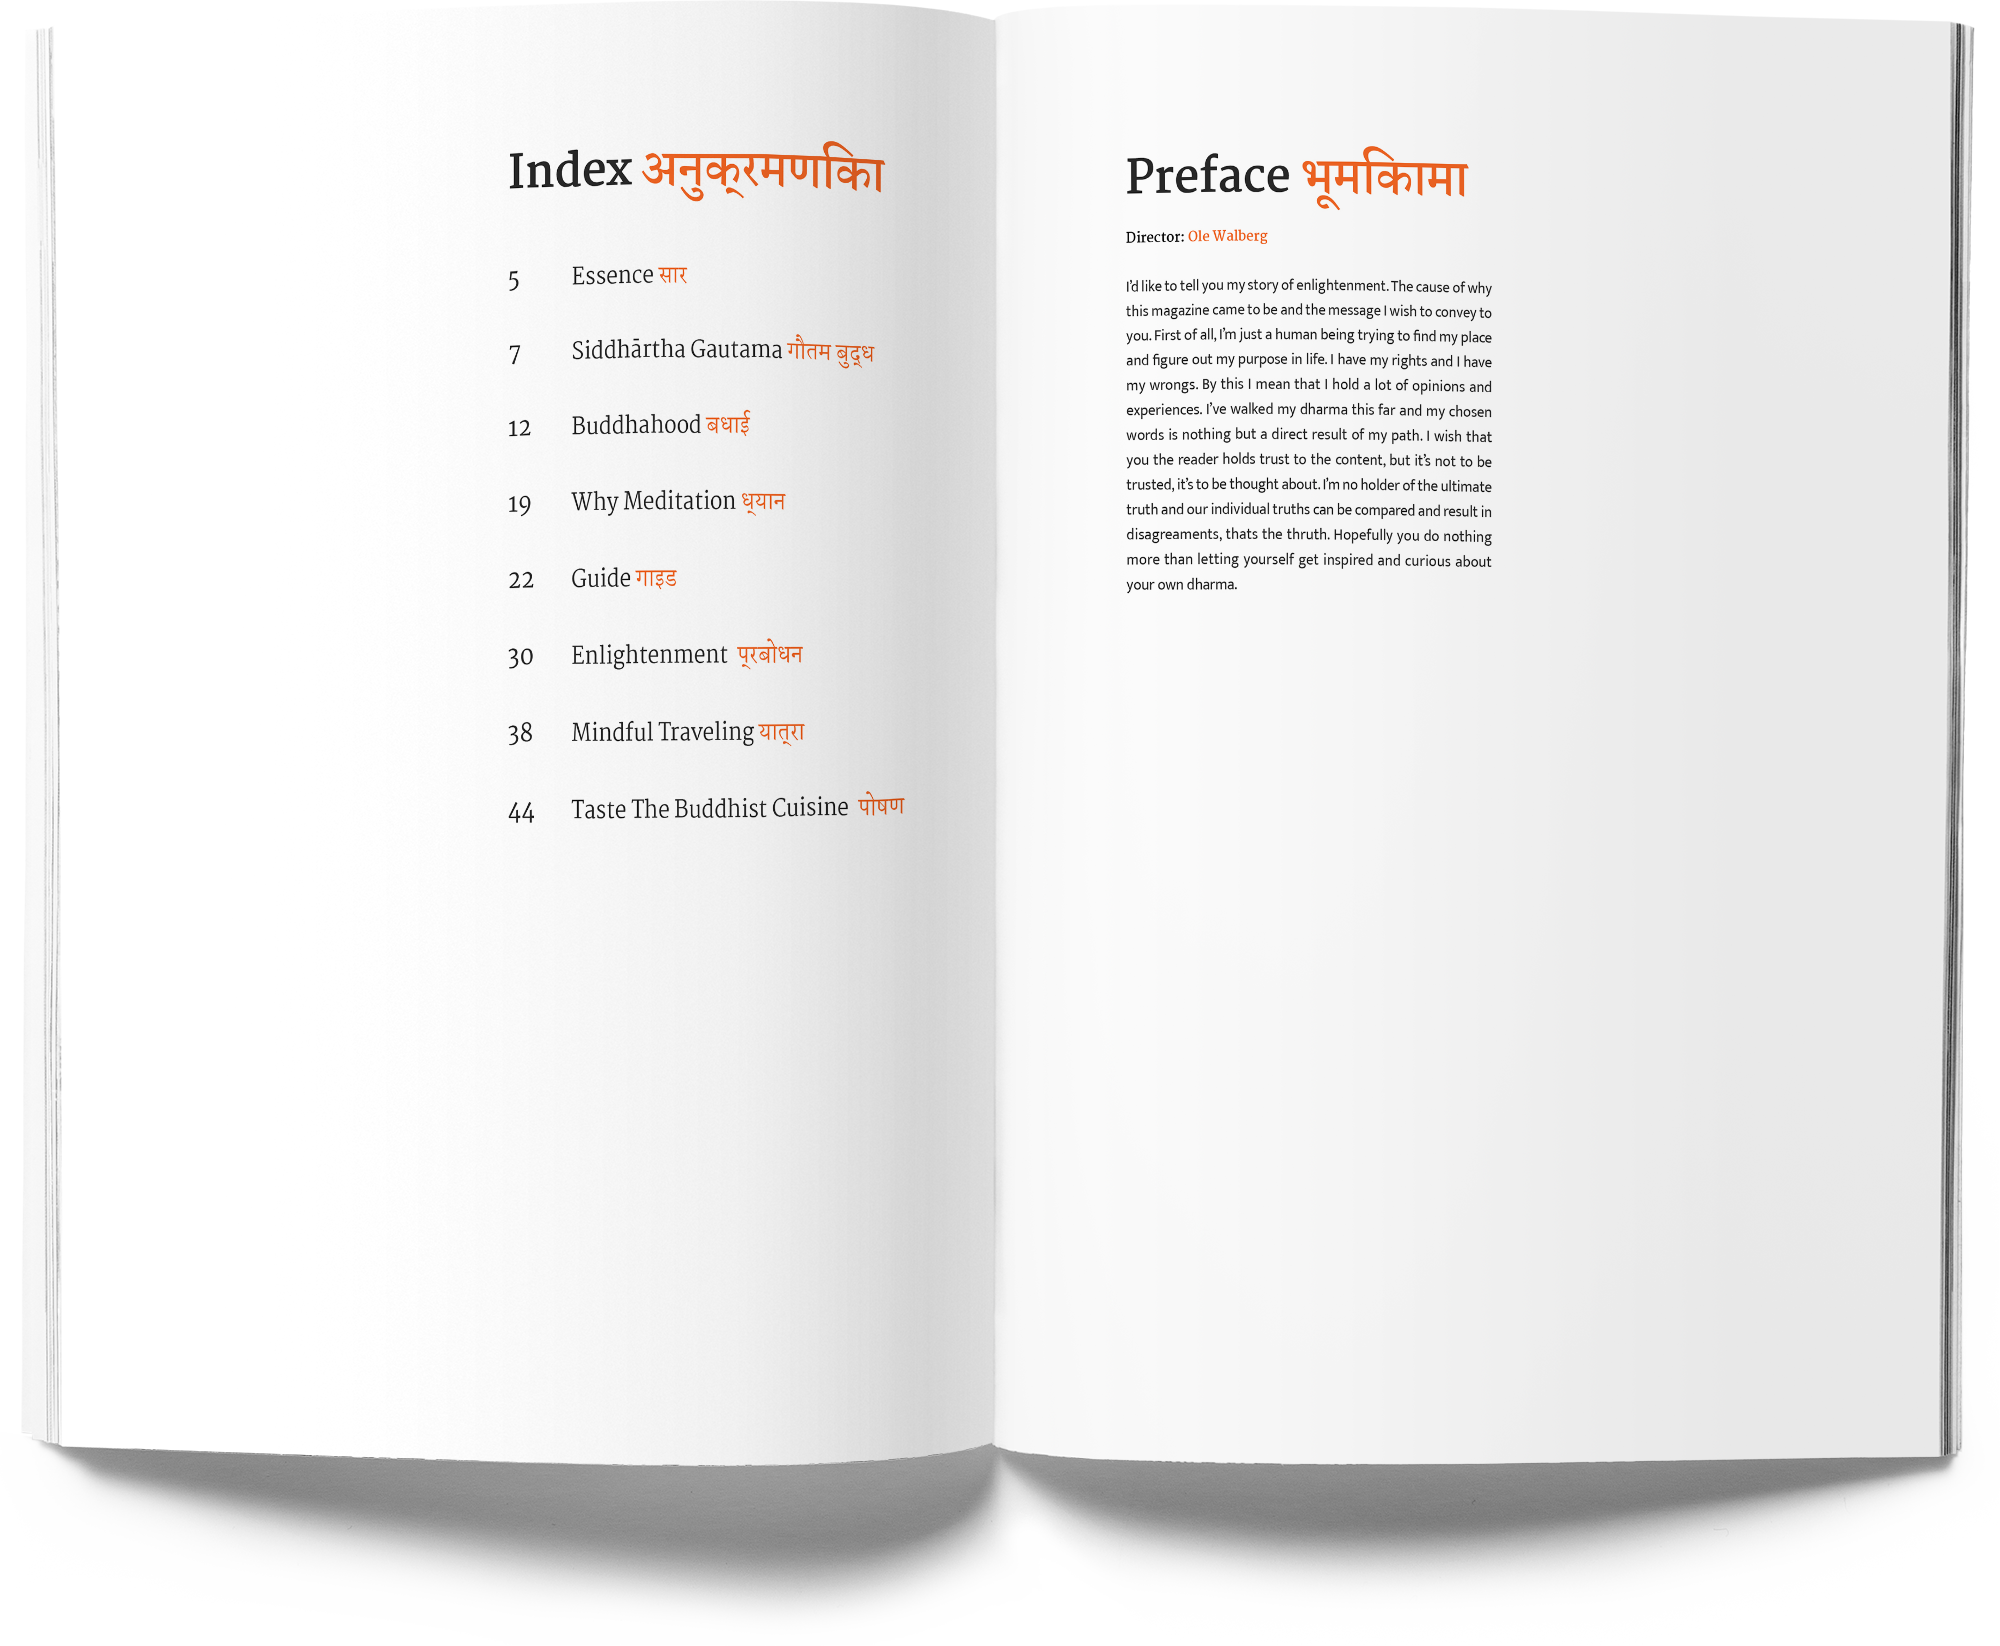 Index अनुक्‌रमणकिा
5 Essence सार
7 Siddhārtha Gautama गौतम बुद्‌ध
12 Buddhahood बधाई
19 Why Meditation ध्‌यान
22 Guide गाइड
30 Enlightenment प्‌रबोधन
38 Mindful Traveling यात्‌रा
44 Taste The Buddhist Cuisine पोषण
Preface भूमकिामा
Director: Ole Walberg
I'd like to tell you my story of enlightenment. The cause of why
this magazine came to be and the message I wish to convey to
you. First of all, I'm just a human being trying to find my place
and figure out my purpose in life. I have my rights and I have
my wrongs. By this I mean that I hold a lot of opinions and
experiences. I've walked my dharma this far and my chosen
words is nothing but a direct result of my path. I wish that
you the reader holds trust to the content, but it's not to be
trusted, it's to be thought about. I'm no holder of the ultimate
truth and our individual truths can be compared and result in
disagreaments, thats the thruth. Hopefully you do nothing
more than letting yourself get inspired and curious about
your own dharma.